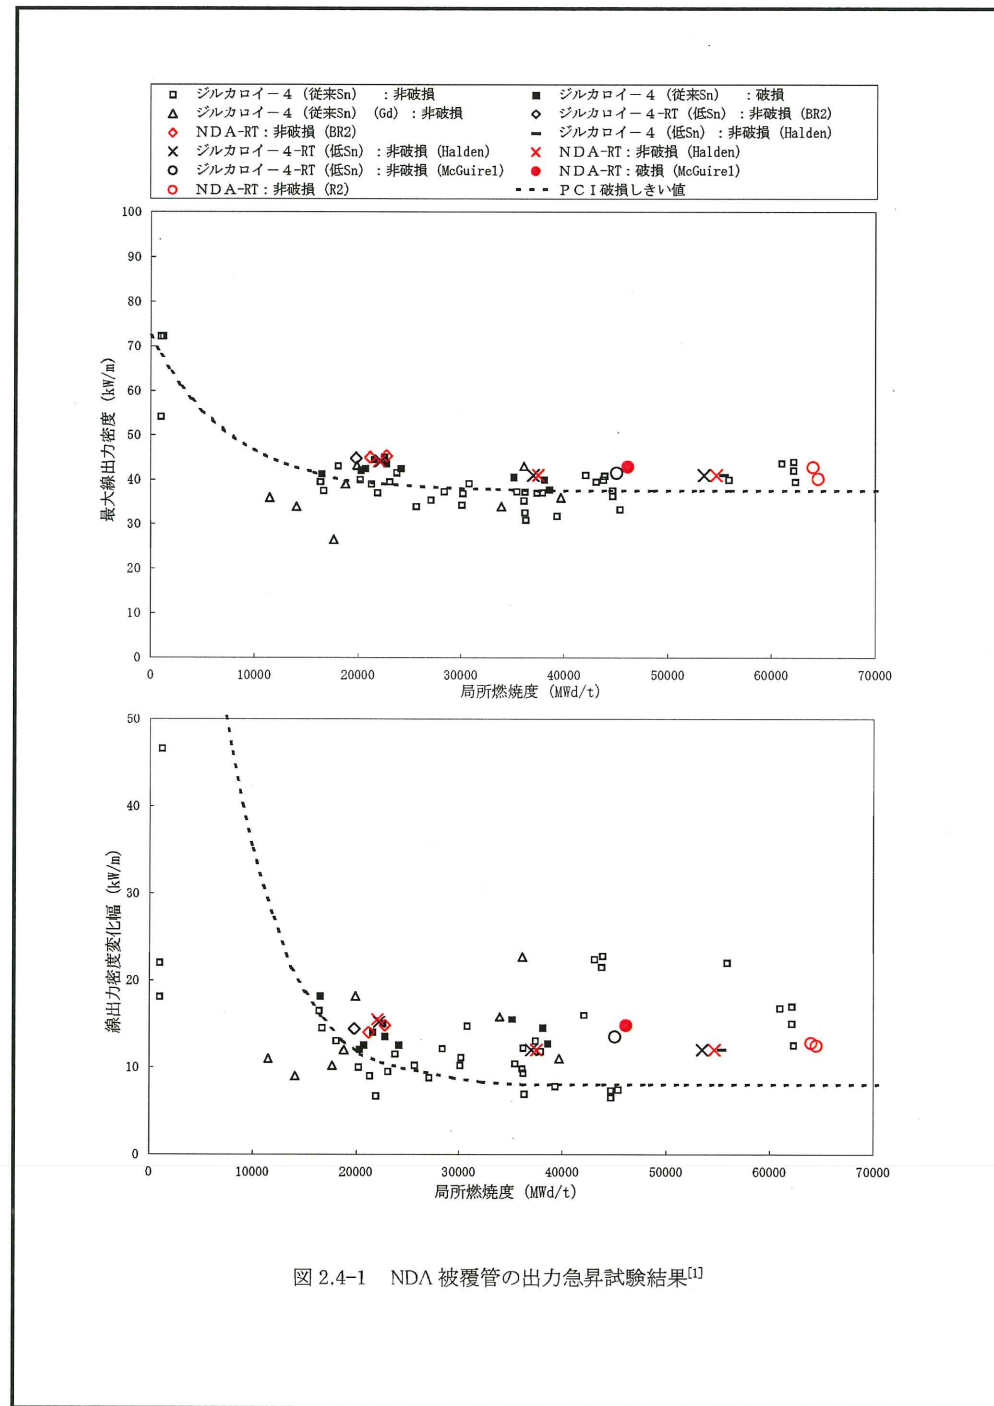 ジルカロイ－４（従来Sn）　：非破損
ジルカロイ－４（従来Sn）　：破損
ジルカロイ－４（従来Sn）(Gd)：非破損
ジルカロイ－４-RT（低Sn）：非破損(BR2)
ＮＤＡ-RT：非破損(BR2)
ジルカロイ－４（低Sn）：非破損(Halden)
ジルカロイ－４-RT（低Sn）：非破損(Halden)
ＮＤＡ-RT：非破損(Halden)
ジルカロイ－４-RT（低Sn）：非破損(McGuire1)
ＮＤＡ-RT：破損(McGuire1)
ＮＤＡ-RT：非破損(R2)
ＰＣＩ破損しきい値
100
90
80
70
60
50
40
30
20
10
0
最大線出力密度 (kW/m)
0 10000 20000 30000 40000 50000 60000 70000
局所燃焼度 (MWd/t)
50
40
30
20
10
0
線出力密度変化幅 (kW/m)
0 10000 20000 30000 40000 50000 60000 70000
局所燃焼度 (MWd/t)
図 2.4-1　NDA 被覆管の出力急昇試験結果[1]